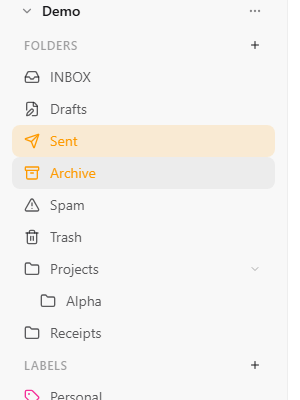 Demo
FOLDERS
INBOX
Drafts
Sent
Archive
Spam
Trash
Projects
Alpha
Receipts
LABELS
Personal